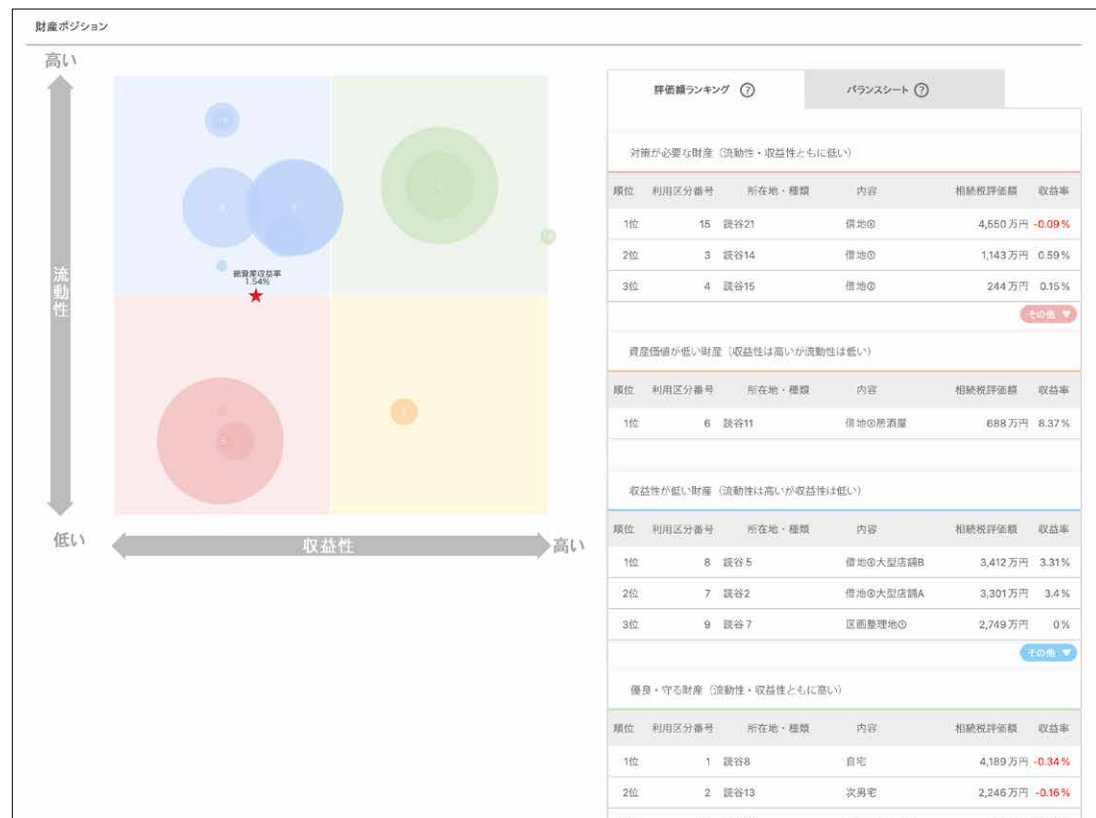 財産ポジション
高い
流動性
低い
収益性
高い
総資産収益率
1.54%
評価額ランキング ?
バランスシート ?
対策が必要な財産（流動性・収益性ともに低い）
順位 利用区分番号 所在地・種類 内容 相続税評価額 収益率
1位 15 読谷21 借地 4,550万円 -0.09%
2位 3 読谷14 借地 1,143万円 0.59%
3位 4 読谷15 借地 244万円 0.15%
その他 ▼
資産価値が低い財産（収益性は高いが流動性は低い）
順位 利用区分番号 所在地・種類 内容 相続税評価額 収益率
1位 6 読谷11 借地 居酒屋 688万円 8.37%
収益性が低い財産（流動性は高いが収益性は低い）
順位 利用区分番号 所在地・種類 内容 相続税評価額 収益率
1位 8 読谷5 借地 大型店舗B 3,412万円 3.31%
2位 7 読谷2 借地 大型店舗A 3,301万円 3.4%
3位 9 読谷7 区画整理地① 2,749万円 0%
その他 ▼
優良・守る財産（流動性・収益性ともに高い）
順位 利用区分番号 所在地・種類 内容 相続税評価額 収益率
1位 1 読谷8 自宅 4,189万円 -0.34%
2位 2 読谷13 次男宅 2,246万円 -0.16%